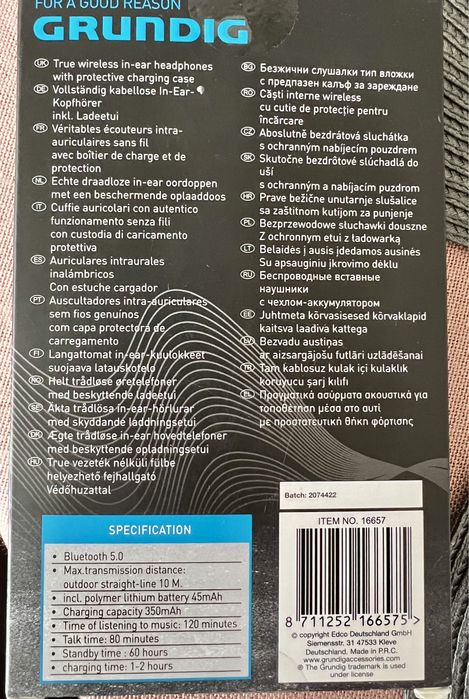 FOR A GOOD REASON
GRUNDIG
UK True wireless in-ear headphones
with protective charging case
DE Vollständig kabellose In-Ear-
Kopfhörer
inkl. Ladeetui
FR Véritables écouteurs intra-
auriculaires sans fil
avec boîtier de charge et de
protection
NL Echte draadloze in-ear oordoppen
met een beschermende oplaaddoos
IT Cuffie auricolari con autentico
funzionamento senza fili
con custodia di caricamento
protettiva
ES Auriculares intraurales
inalámbricos
Con estuche cargador
PT Auscultadores intra-auriculares
sem fios genuínos
com capa protectora de
carregamento
FI Langattomat in-ear-kuulokkeet
suojaava latauskotelo
NO Helt trådløse øretelefoner
med beskyttende ladeetui
SE Äkta trådlösa in-ear-hörlurar
med skyddande laddningsetui
DK Ægte trådløse in-ear hovedtelefoner
med beskyttende opladningsetui
HU True vezeték nélküli fülbe
helyezhető fejhallgató
Védőhuzattal
BG Безжични слушалки тип вложки
с предпазен калъф за зареждане
RO Căști interne wireless
cu cutie de protecție pentru
încărcare
CZ Aboslutně bezdrátová sluchátka
s ochranným nabíjecím pouzdrem
SK Skutočne bezdrôtové slúchadlá do
uší
s ochranným a nabíjacím puzdrom
HR Prave bežične unutarnje slušalice
sa zaštitnom kutijom za punjenje
PL Bezprzewodowe słuchawki douszne
Z ochronnym etui z ładowarką
LT Belaidės į ausis įdedamos ausinės
Su apsauginiu įkrovimo dėklu
RU Беспроводные вставные
наушники
с чехлом-аккумулятором
EE Juhtmeta kõrvasisesed kõrvaklapid
kaitsva laadiva kattega
LV Bezvadu austiņas
ar aizsargājošu futlāri uzlādēšanai
TR Tam kablosuz kulak içi kulaklık
koruyucu şarj kılıfı
EL Πραγματικά ασύρματα ακουστικά για
τοποθέτηση μέσα στο αυτί
με προστατευτική θήκη φόρτισης
SPECIFICATION
• Bluetooth 5.0
• Max.transmission distance:
outdoor straight-line 10 M.
• incl. polymer lithium battery 45mAh
• Charging capacity 350mAh
• Time of listening to music: 120 minutes
• Talk time: 80 minutes
• Standby time : 60 hours
• charging time: 1-2 hours
Batch: 2074422
ITEM NO. 16657
8 711252 166575 >
© copyright Edco Deutschland GmbH
Siemensstr. 31 47533 Kleve
Deutschland. Made in P.R.C.
www.grundigaccessories.com
® The Grundig trademark is used
under license